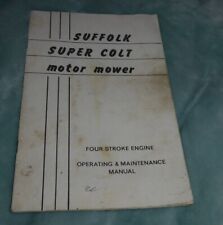 SUFFOLK
SUPER COLT
motor mower
FOUR STROKE ENGINE
OPERATING & MAINTENANCE
MANUAL